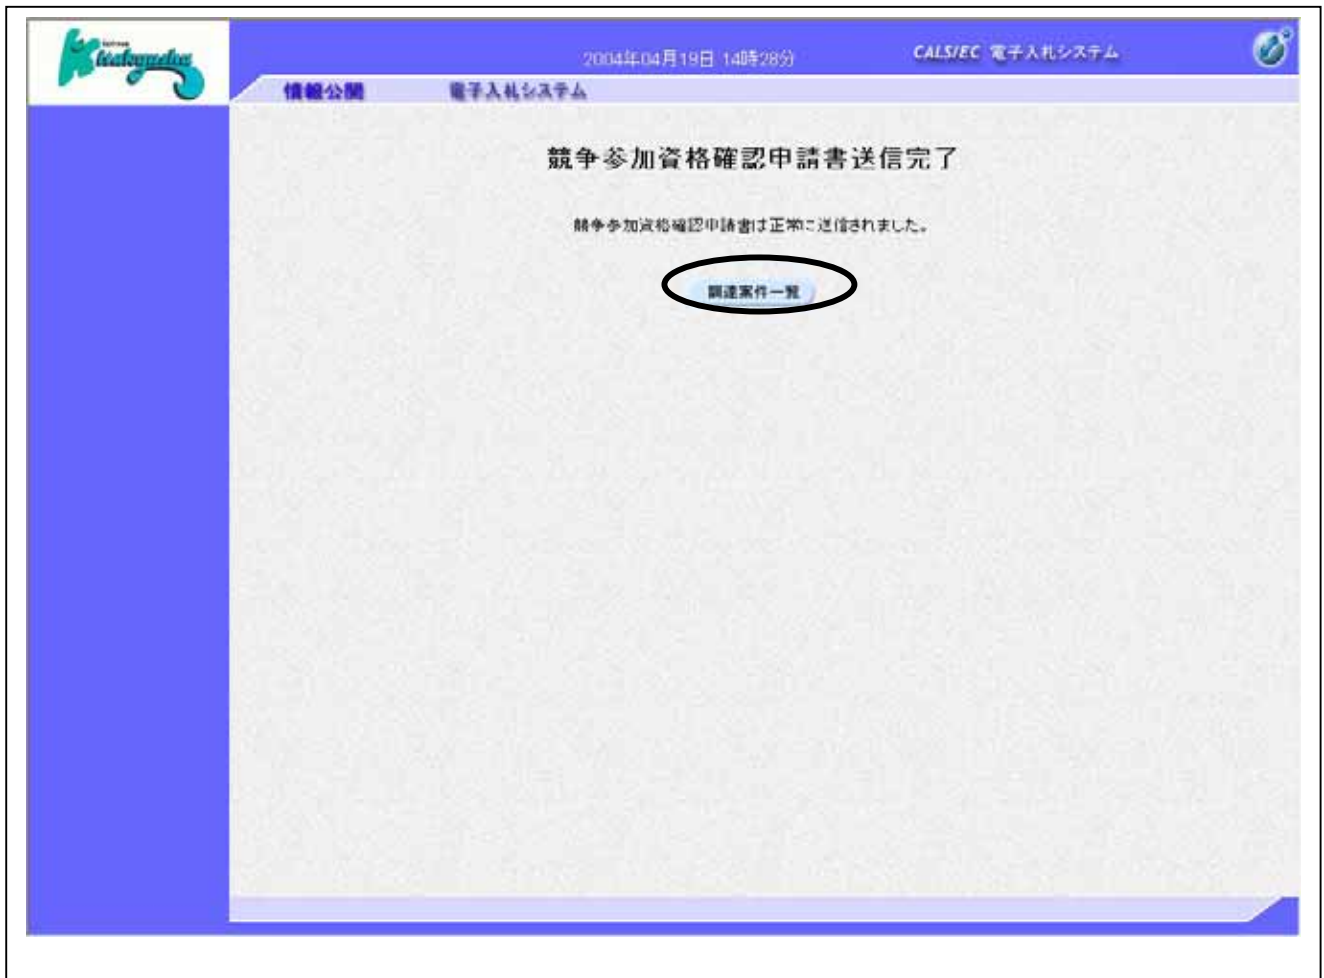 2004年04月19日 14時28分
CALS/EC 電子入札システム
情報公開 電子入札システム
競争参加資格確認申請書送信完了
競争参加資格確認申請書は正常に送信されました。
調達案件一覧